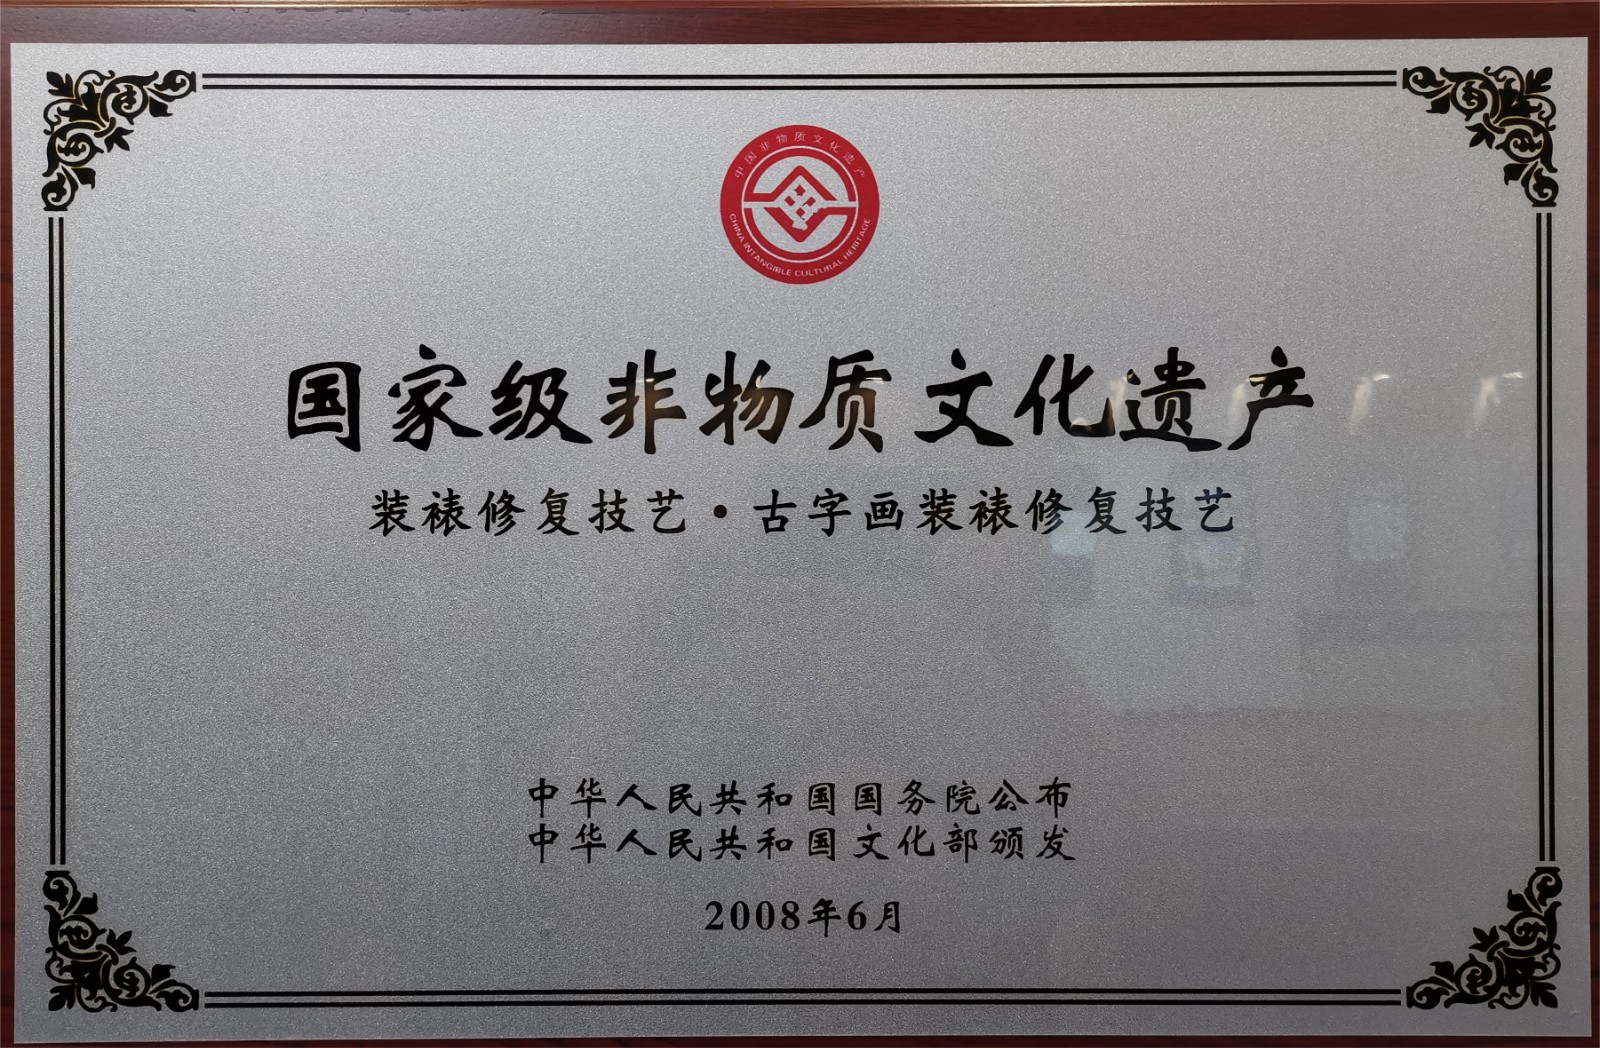 中国非物质文化遗产
CHINA INTANGIBLE CULTURAL HERITAGE
国家级非物质文化遗产
装裱修复技艺·古字画装裱修复技艺
中华人民共和国国务院公布
中华人民共和国文化部颁发
2008年6月